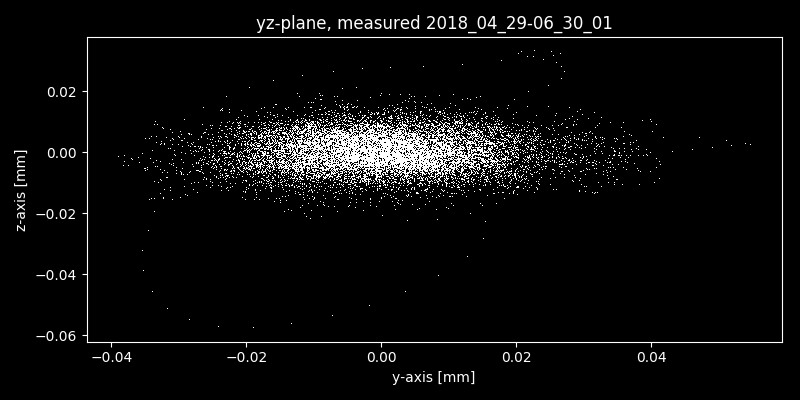 yz-plane, measured 2018_04_29-06_30_01
z-axis [mm]
0.02
0.00
−0.02
−0.04
−0.06
−0.04 −0.02 0.00 0.02 0.04
y-axis [mm]